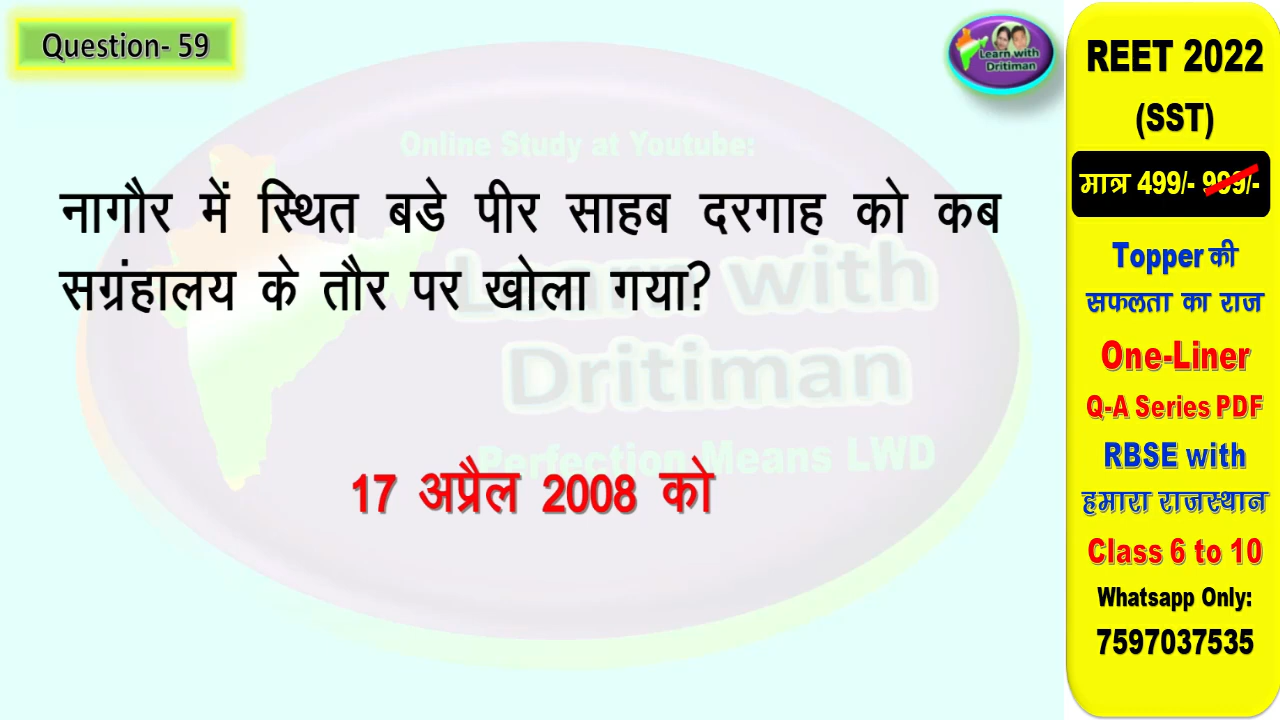 Question- 59
Learn with
Dritiman
Online Study at Youtube:
नागौर में स्थित बडे पीर साहब दरगाह को कब
सग्रंहालय के तौर पर खोला गया?
Learn with
Dritiman
Perfection Means LWD
17 अप्रैल 2008 को
REET 2022
(SST)
मात्र 499/- 999/-
Topper की
सफलता का राज
One-Liner
Q-A Series PDF
RBSE with
हमारा राजस्थान
Class 6 to 10
Whatsapp Only:
7597037535